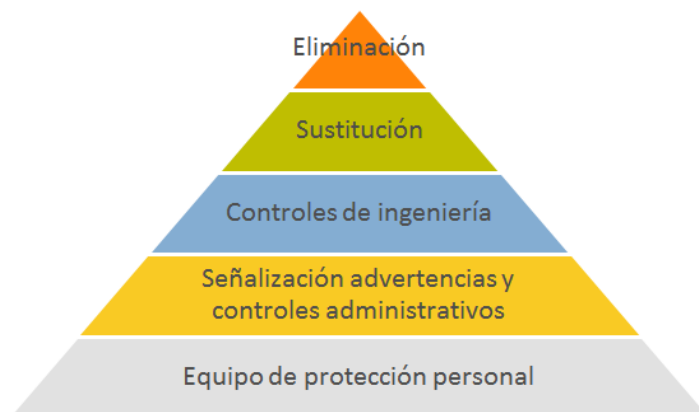 Eliminación
Sustitución
Controles de ingeniería
Señalización advertencias y
controles administrativos
Equipo de protección personal